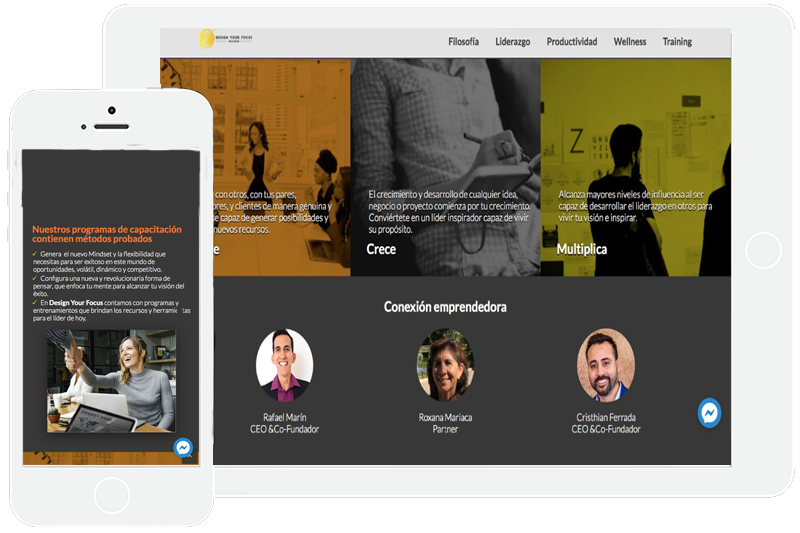 DESIGN YOUR FOCUS
Filosofía Liderazgo Productividad Wellness Training
con otros, con tus pares,
ores, y clientes de manera genuina y
se capaz de generar posibilidades y
nuevos recursos.
e
El crecimiento y desarrollo de cualquier idea,
negocio o proyecto comienza por tu crecimiento.
Conviértete en un líder inspirador capaz de vivir
su propósito.
Crece
Alcanza mayores niveles de influencia al ser
capaz de desarrollar el liderazgo en otros para
vivir tu visión e inspirar.
Multiplica
Conexión emprendedora
Rafael Marín
CEO &Co-Fundador
Roxana Mariaca
Partner
Cristhian Ferrada
CEO &Co-Fundador
Nuestros programas de capacitación
contienen métodos probados
✓ Genera el nuevo Mindset y la flexibilidad que
necesitas para ser exitoso en este mundo de
oportunidades, volátil, dinámico y competitivo.
✓ Configura una nueva y revolucionaria forma de
pensar, que enfoca tu mente para alcanzar tu visión del
éxito.
✓ En Design Your Focus contamos con programas y
entrenamientos que brindan los recursos y herramientas
para el líder de hoy.